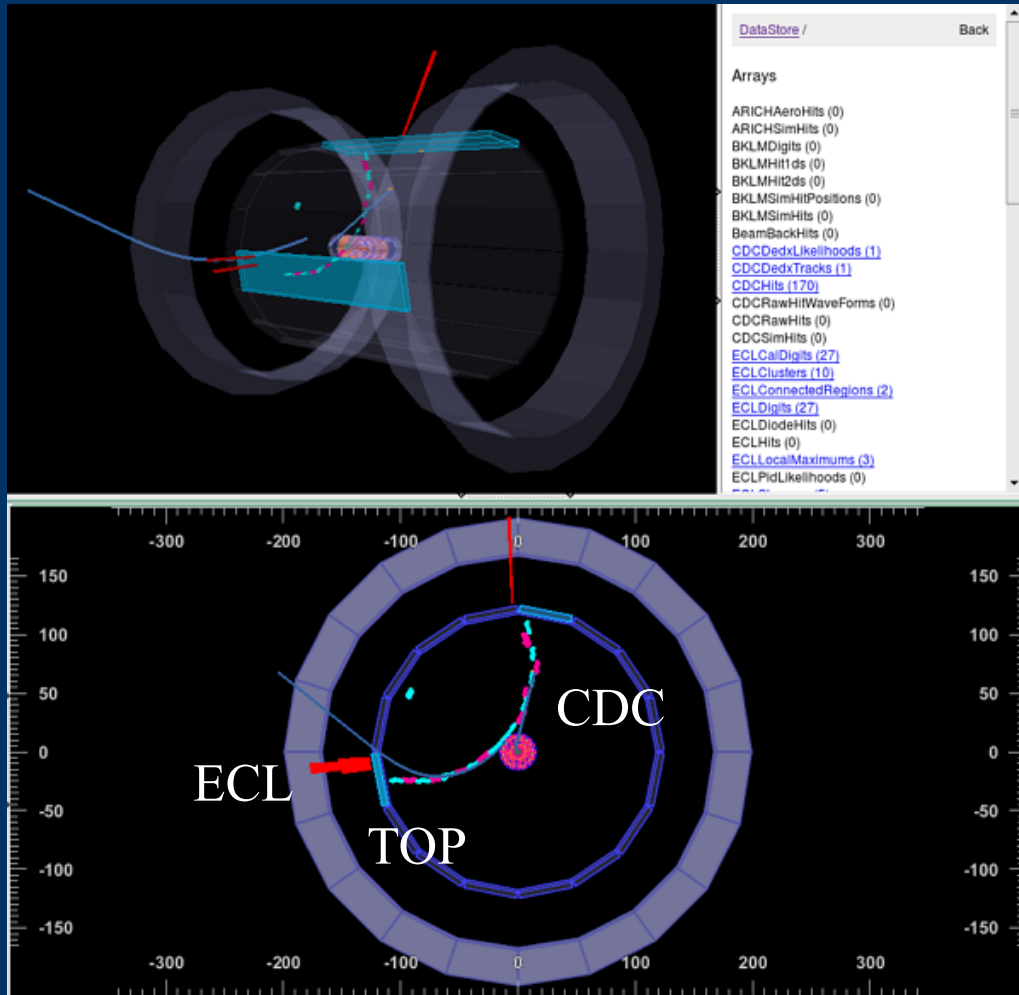 DataStore / Back
Arrays
ARICHAeroHits (0)
ARICHSimHits (0)
BKLMDigits (0)
BKLMHit1ds (0)
BKLMHit2ds (0)
BKLMSimHitPositions (0)
BKLMSimHits (0)
BeamBackHits (0)
CDCDedxLikelihoods (1)
CDCDedxTracks (1)
CDCHits (170)
CDCRawHitWaveForms (0)
CDCRawHits (0)
CDCSimHits (0)
ECLCalDigits (27)
ECLClusters (10)
ECLConnectedRegions (2)
ECLDigits (27)
ECLDiodeHits (0)
ECLHits (0)
ECLLocalMaximums (3)
ECLPidLikelihoods (0)
-300 -200 -100 0 100 200 300
150 150
100 100
50 50
CDC
0 0
ECL
-50 -50
TOP
-100 -100
-150 -150
-300 -200 -100 0 100 200 300